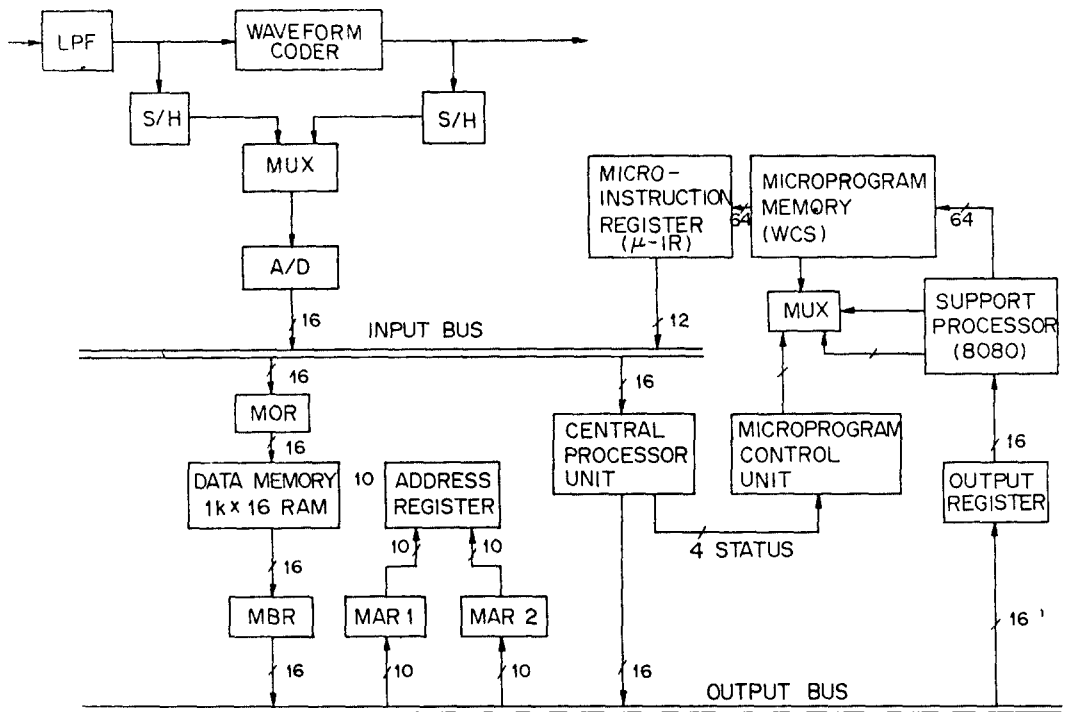 LPF
WAVEFORM
CODER
S/H
S/H
MUX
A/D
16
INPUT BUS
MICRO-
INSTRUCTION
REGISTER
(μ-IR)
64
MICROPROGRAM
MEMORY
(WCS)
64
12
MUX
SUPPORT
PROCESSOR
(8080)
16
MOR
16
DATA MEMORY
1k × 16 RAM
10
ADDRESS
REGISTER
16
CENTRAL
PROCESSOR
UNIT
MICROPROGRAM
CONTROL
UNIT
16
OUTPUT
REGISTER
4 STATUS
16
10
10
MBR
MAR 1
MAR 2
16
16
10
10
16
OUTPUT BUS